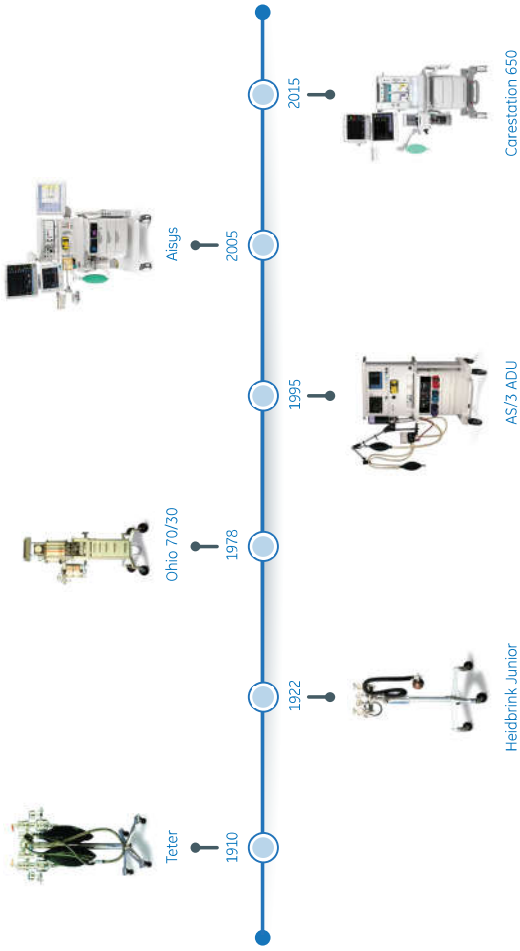 Teter
1910
1922
Heidbrink Junior
Ohio 70/30
1978
1995
AS/3 ADU
Aisys
2005
2015
Carestation 650